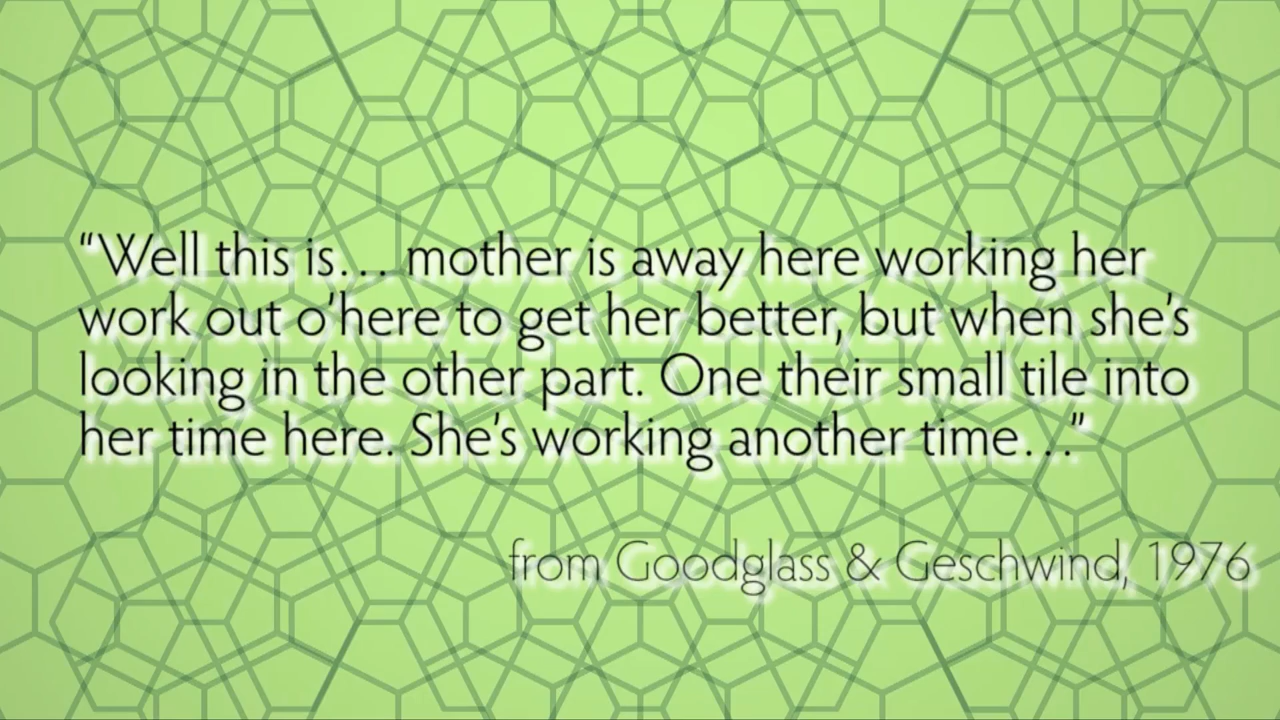 “Well this is… mother is away here working her
work out o’here to get her better, but when she’s
looking in the other part. One their small tile into
her time here. She’s working another time…”
from Goodglass & Geschwind, 1976